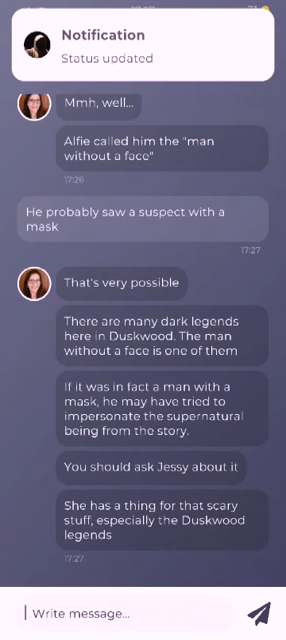 Notification
Status updated
Mmh, well...
Alfie called him the "man
without a face"
17:26
He probably saw a suspect with a
mask
17:27
That's very possible
There are many dark legends
here in Duskwood. The man
without a face is one of them
If it was in fact a man with a
mask, he may have tried to
impersonate the supernatural
being from the story.
You should ask Jessy about it
She has a thing for that scary
stuff, especially the Duskwood
legends
17:27
Write message...